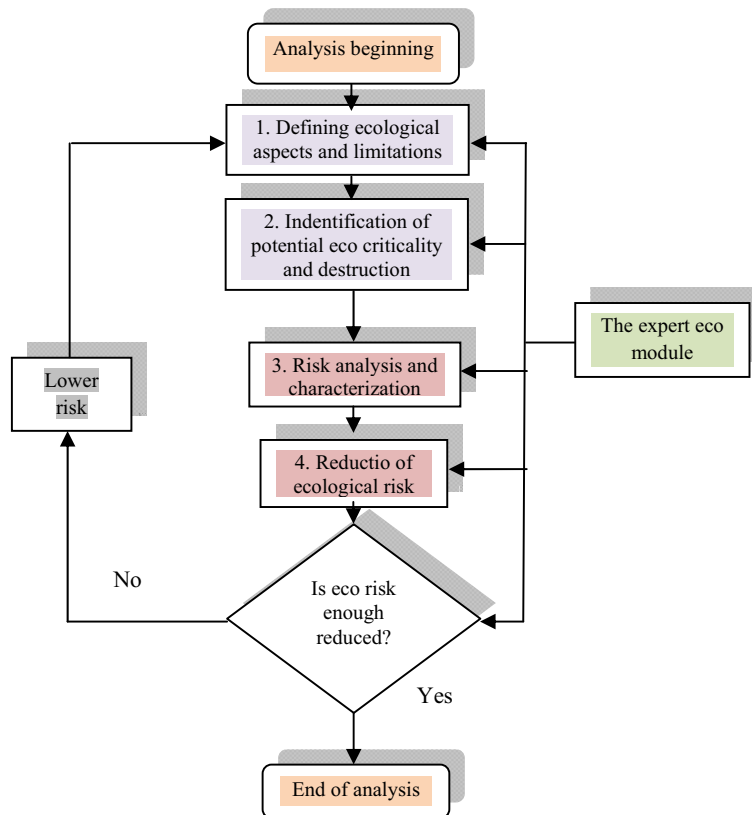 Analysis beginning
1. Defining ecological
aspects and limitations
2. Indentification of
potential eco criticality
and destruction
The expert eco
module
3. Risk analysis and
characterization
Lower
risk
4. Reductio of
ecological risk
Is eco risk
enough
reduced?
No
Yes
End of analysis